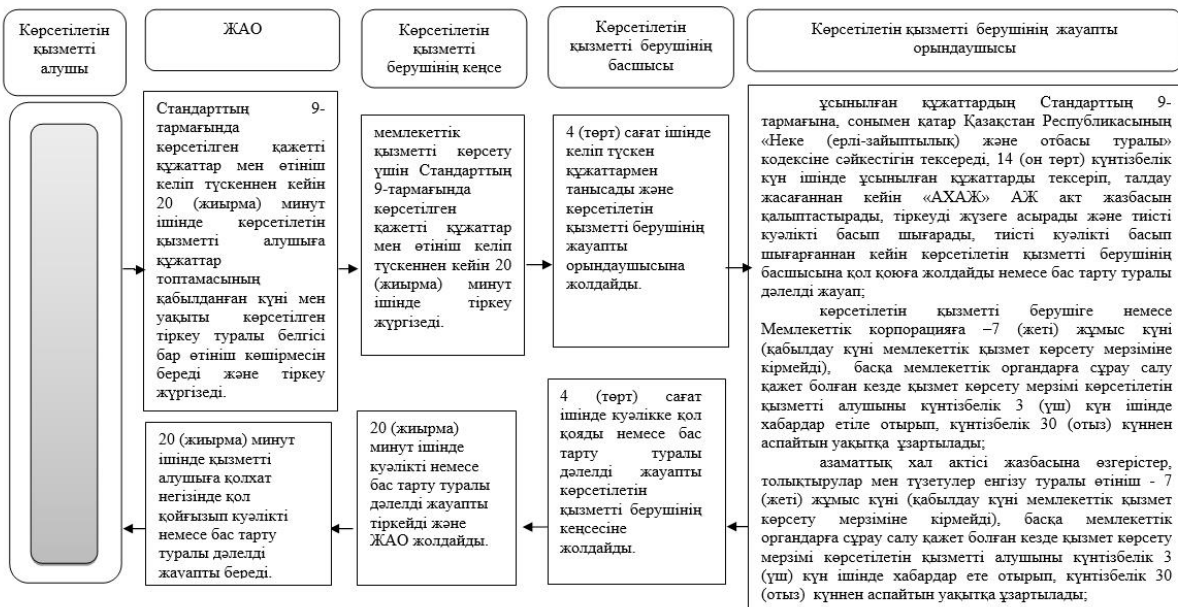 Көрсетілетін
қызметті
алушы
ЖАО
Көрсетілетін
қызметті
берушінің кеңсе
Көрсетілетін
қызметті берушінің
басшысы
Көрсетілетін қызметті берушінің жауапты
орындаушысы
Стандарттың 9-
тармағында
көрсетілген қажетті
құжаттар мен өтініш
келіп түскеннен кейін
20 (жиырма) минут
ішінде көрсетілетін
қызметті алушыға
құжаттар
топтамасының
қабылданған күні мен
уақыты көрсетілген
тіркеу туралы белгісі
бар өтініш көшірмесін
береді және тіркеу
жүргізеді.
мемлекеттік
қызметті көрсету
үшін Стандарттың
9-тармағында
көрсетілген
қажетті құжаттар
мен өтініш келіп
түскеннен кейін 20
(жиырма) минут
ішінде тіркеу
жүргізеді.
4 (төрт) сағат ішінде
келіп түскен
құжаттармен
танысады және
көрсетілетін
қызметті берушінің
жауапты
орындаушысына
жолдайды.
ұсынылған құжаттардың Стандарттың 9-
тармағына, сонымен қатар Қазақстан Республикасының
«Неке (ерлі-зайыптылық) және отбасы туралы»
кодексіне сәйкестігін тексереді, 14 (он төрт) күнтізбелік
күн ішінде ұсынылған құжаттарды тексеріп, талдау
жасағаннан кейін «АХАЖ» АЖ акт жазбасын
қалыптастырады, тіркеуді жүзеге асырады және тиісті
куәлікті басып шығарады, тиісті куәлікті басып
шығарғаннан кейін көрсетілетін қызметті берушінің
басшысына қол қоюға жолдайды немесе бас тарту туралы
дәлелді жауап;
көрсетілетін қызметті берушіге немесе
Мемлекеттік корпорацияға –7 (жеті) жұмыс күні
(қабылдау күні мемлекеттік қызмет көрсету мерзіміне
кірмейді), басқа мемлекеттік органдарға сұрау салу
қажет болған кезде қызмет көрсету мерзімі көрсетілетін
қызметті алушыны күнтізбелік 3 (үш) күн ішінде
хабардар етіле отырып, күнтізбелік 30 (отыз) күннен
аспайтын уақытқа ұзартылады;
азаматтық хал актісі жазбасына өзгерістер,
толықтырулар мен түзетулер енгізу туралы өтініш - 7
(жеті) жұмыс күні (қабылдау күні мемлекеттік қызмет
көрсету мерзіміне кірмейді), басқа мемлекеттік
органдарға сұрау салу қажет болған кезде қызмет көрсету
мерзімі көрсетілетін қызметті алушыны күнтізбелік 3
(үш) күн ішінде хабардар ете отырып, күнтізбелік 30
(отыз) күннен аспайтын уақытқа ұзартылады;
4 (төрт) сағат
ішінде куәлікке қол
қояды немесе бас
тарту туралы
дәлелді жауапты
көрсетілетін
қызметті берушінің
кеңсесіне
жолдайды.
20 (жиырма)
минут ішінде
куәлікті немесе
бас тарту туралы
дәлелді жауапты
тіркейді және
ЖАО жолдайды.
20 (жиырма) минут
ішінде қызметті
алушыға қолхат
негізінде қол
қойғызып куәлікті
немесе бас тарту
туралы дәлелді
жауапты береді.